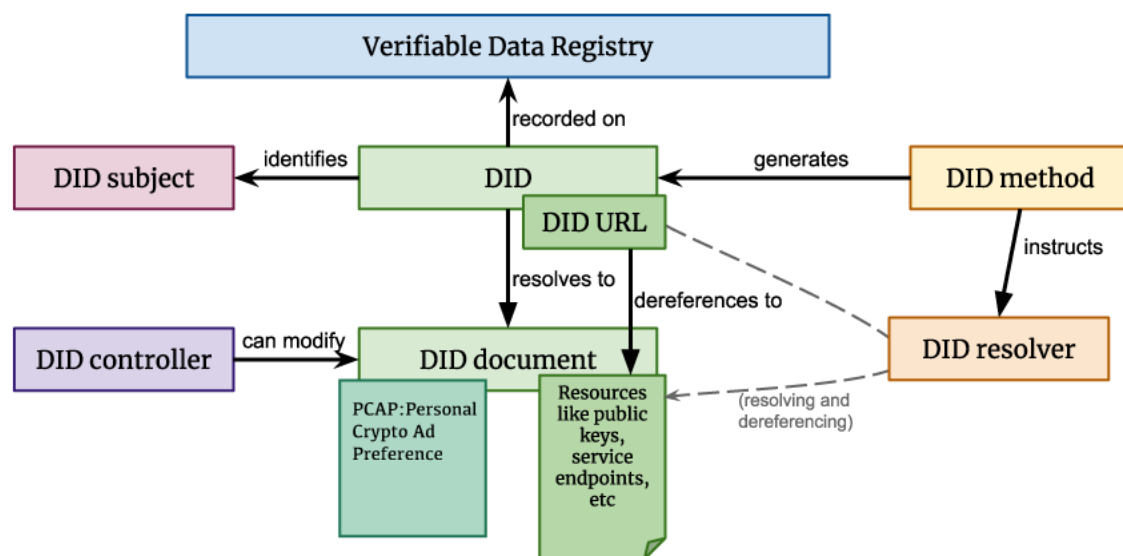 Verifiable Data Registry
recorded on
identifies
generates
DID subject
DID
DID method
DID URL
instructs
resolves to
dereferences to
can modify
DID controller
DID document
DID resolver
PCAP:Personal
Crypto Ad
Preference
Resources
like public
keys,
service
endpoints,
etc
(resolving and
dereferencing)